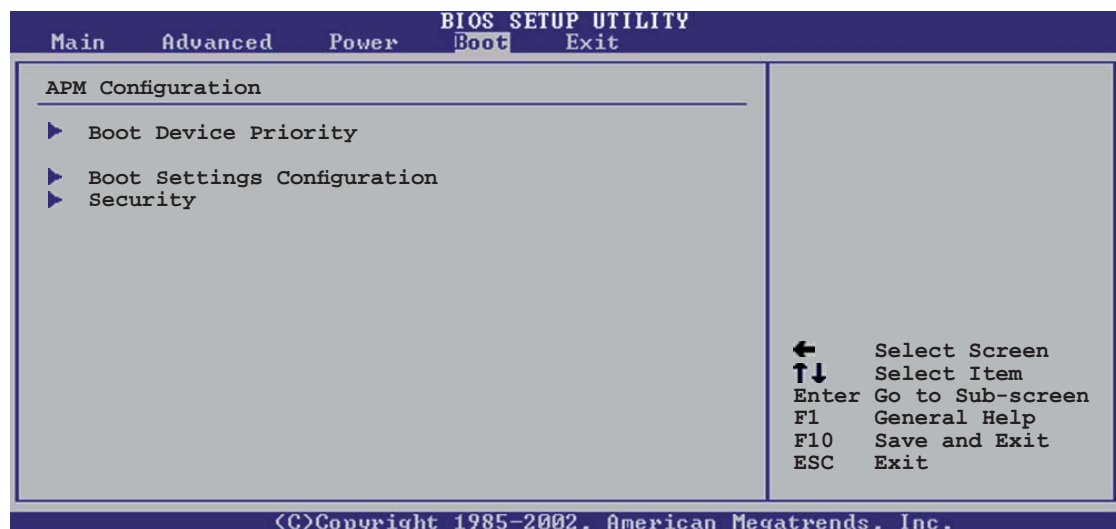 BIOS SETUP UTILITY
Main Advanced Power Boot Exit
APM Configuration
Boot Device Priority
Boot Settings Configuration
Security
← Select Screen
↑↓ Select Item
Enter Go to Sub-screen
F1 General Help
F10 Save and Exit
ESC Exit
(C)Copyright 1985-2002, American Megatrends, Inc.